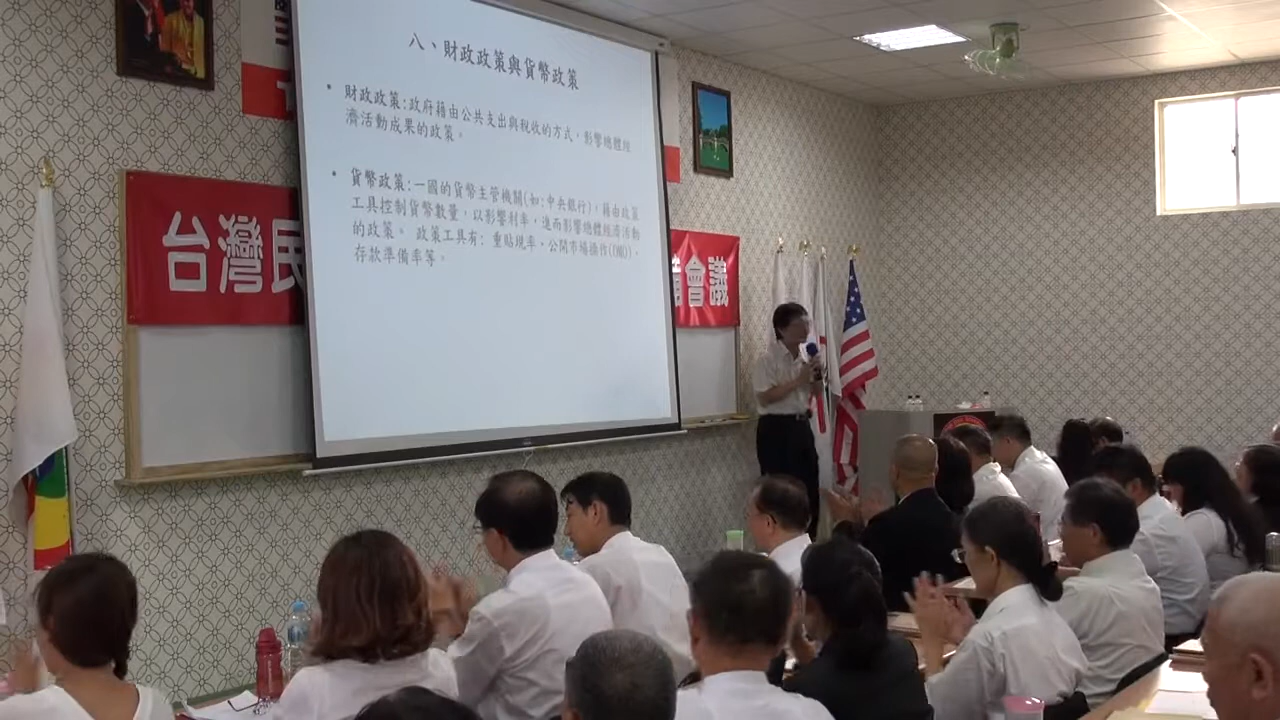 八、財政政策與貨幣政策
• 財政政策:政府藉由公共支出與稅收的方式，影響總體經
濟活動成果的政策。
• 貨幣政策:一國的貨幣主管機關(如:中央銀行)，藉由政策
工具控制貨幣數量，以影響利率，進而影響總體經濟活動
的政策。 政策工具有: 重貼現率、公開市場操作(OMO)、
存款準備率等。
台灣民
會議